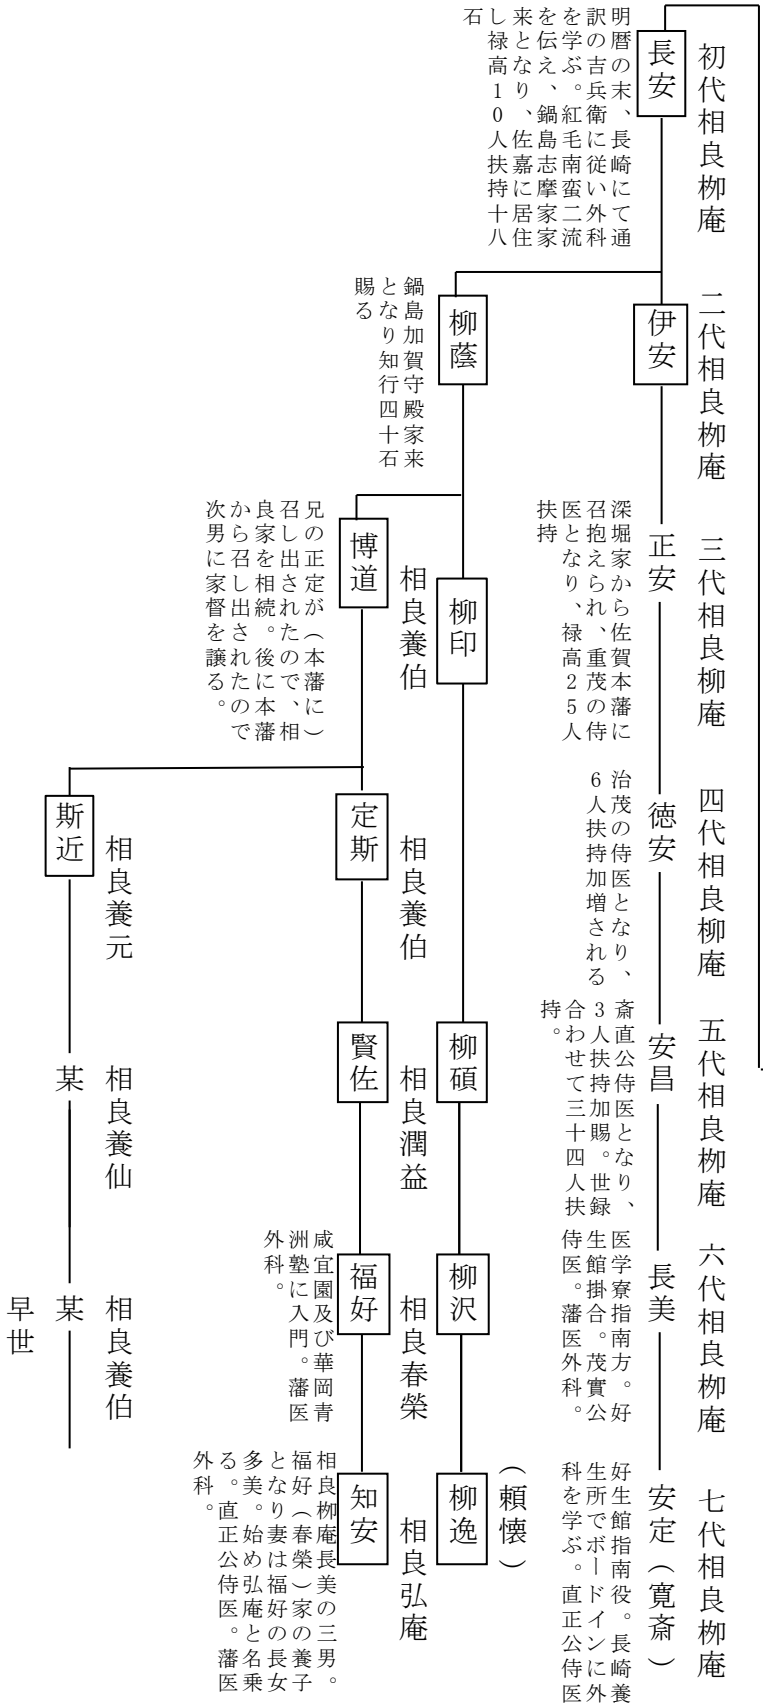 初代相良柳庵
長安
明暦の末、長崎にて通
訳の吉兵衛に従い外科
を学ぶ。紅毛南蛮二流
を伝え、鍋島志摩家家
来となり、佐嘉に居住
し禄高10人扶持十八
石
二代相良柳庵
伊安
柳蔭
鍋島加賀守殿家来
となり知行四十石
賜る
三代相良柳庵
正安
深堀家から佐賀本藩に
召抱えられ、重茂の侍
医となり、禄高25人
扶持
柳印
相良養伯
博道
兄の正定が(本藩に)
召し出されたので、相
良家を相続。後に本藩
から召し出されたので
次男に家督を譲る。
四代相良柳庵
徳安
治茂の侍医となり、
6人扶持加増される
相良養伯
定斯
相良養元
斯近
五代相良柳庵
安昌
斎直公侍医となり、
3人扶持加賜。世録
合わせて三十四人扶
持。
柳碩
相良潤益
賢佐
相良養仙
某
六代相良柳庵
長美
医学寮指南方。好
生館掛合。茂實公
侍医。藩医外科。
柳沢
相良春榮
福好
咸宜園及び華岡青
洲塾に入門。藩医
外科。
相良養伯
某
早世
七代相良柳庵
安定(寛斎)
好生館指南役。長崎養
生所でボードインに外
科を学ぶ。直正公侍医
(頼懐)
柳逸
相良弘庵
知安
相良柳庵長美の三男。
福好(春榮)家の養子
となり妻は福好の長女
多美。始め弘庵と名乗
る。直正公侍医。藩医
外科。